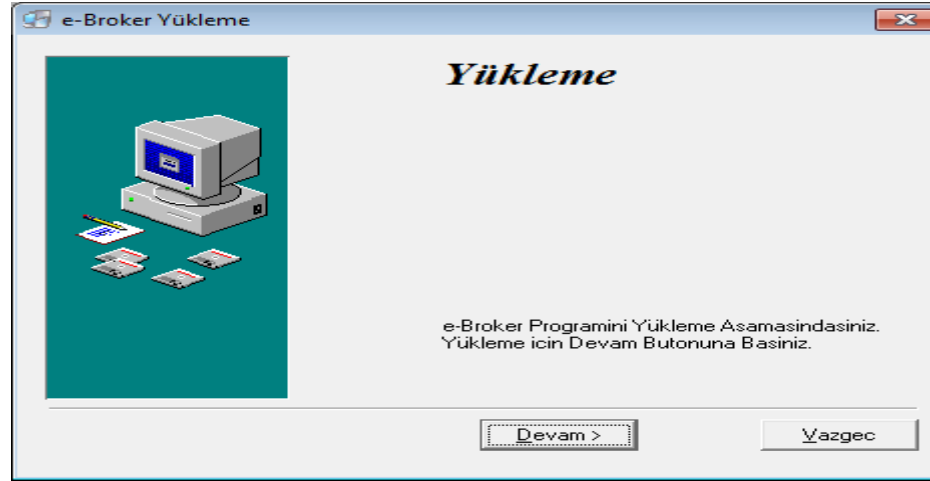 e-Broker Yükleme
Yükleme
e-Broker Programini Yükleme Asamasindasiniz.
Yükleme icin Devam Butonuna Basiniz.
Devam >
Vazgec